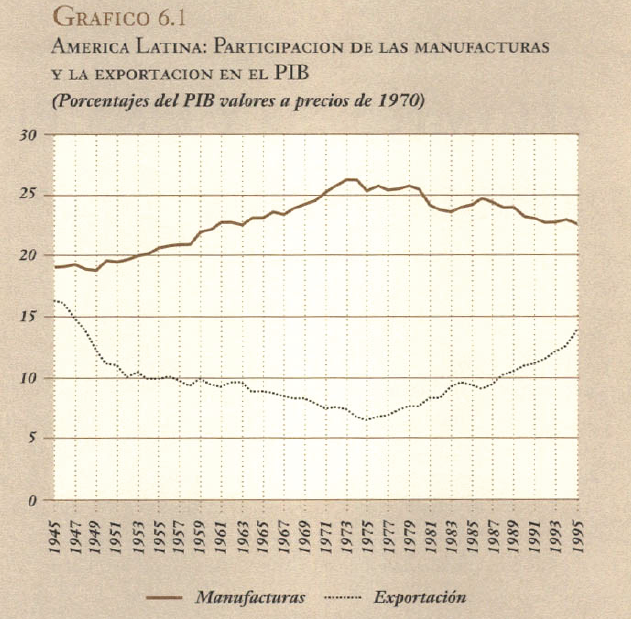 GRAFICO 6.1
AMERICA LATINA: PARTICIPACION DE LAS MANUFACTURAS
Y LA EXPORTACION EN EL PIB
(Porcentajes del PIB valores a precios de 1970)
30
25
20
15
10
5
0
1945 1947 1949 1951 1953 1955 1957 1959 1961 1963 1965 1967 1969 1971 1973 1975 1977 1979 1981 1983 1985 1987 1989 1991 1993 1995
Manufacturas Exportación